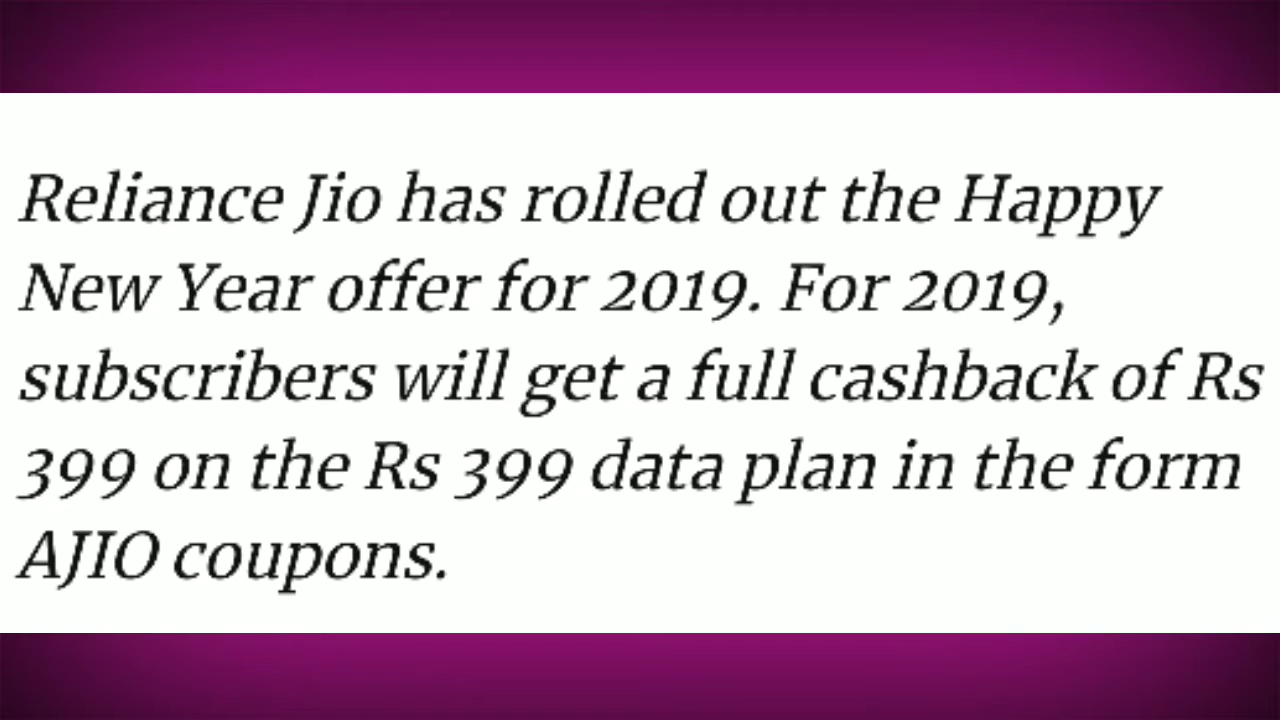 Reliance Jio has rolled out the Happy
New Year offer for 2019. For 2019,
subscribers will get a full cashback of Rs
399 on the Rs 399 data plan in the form
AJIO coupons.